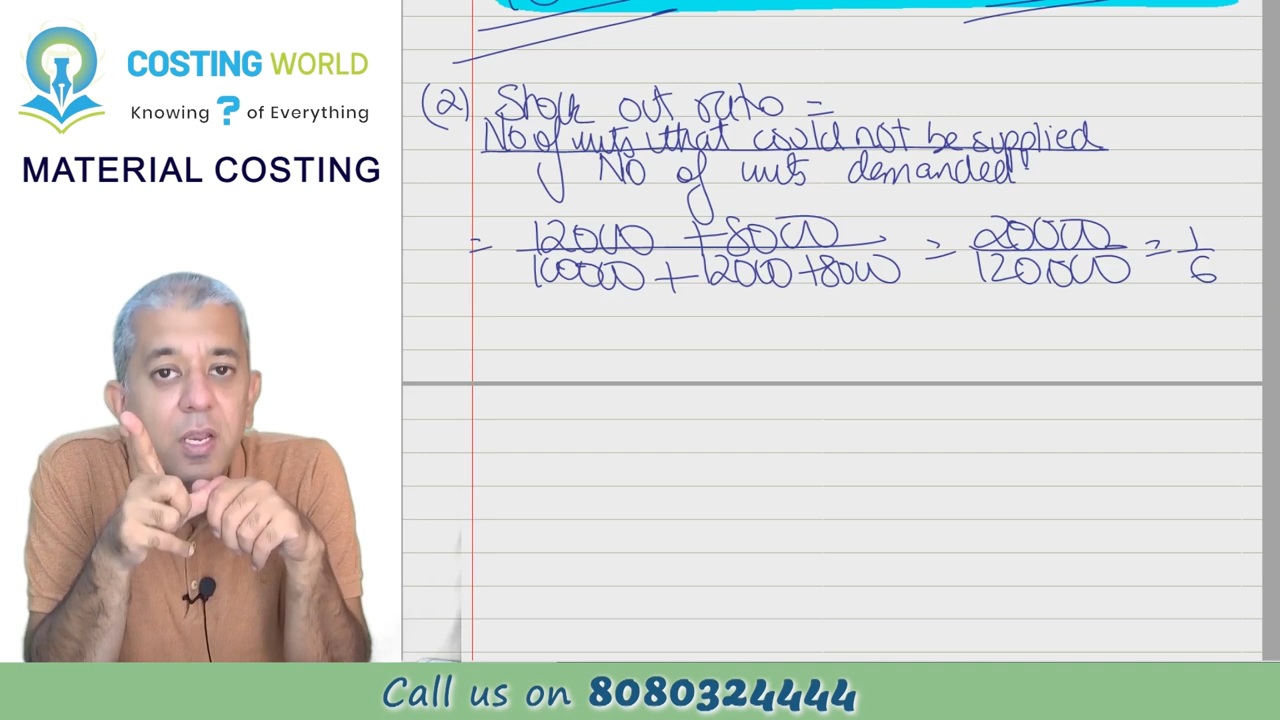 COSTING WORLD
Knowing ? of Everything
MATERIAL COSTING
(2) Stock out ratio =
No of units that could not be supplied
No of units demanded
= 12000 + 8000 / 100000 + 12000 + 8000 = 20000 / 120000 = 1 / 6
Call us on 8080324444